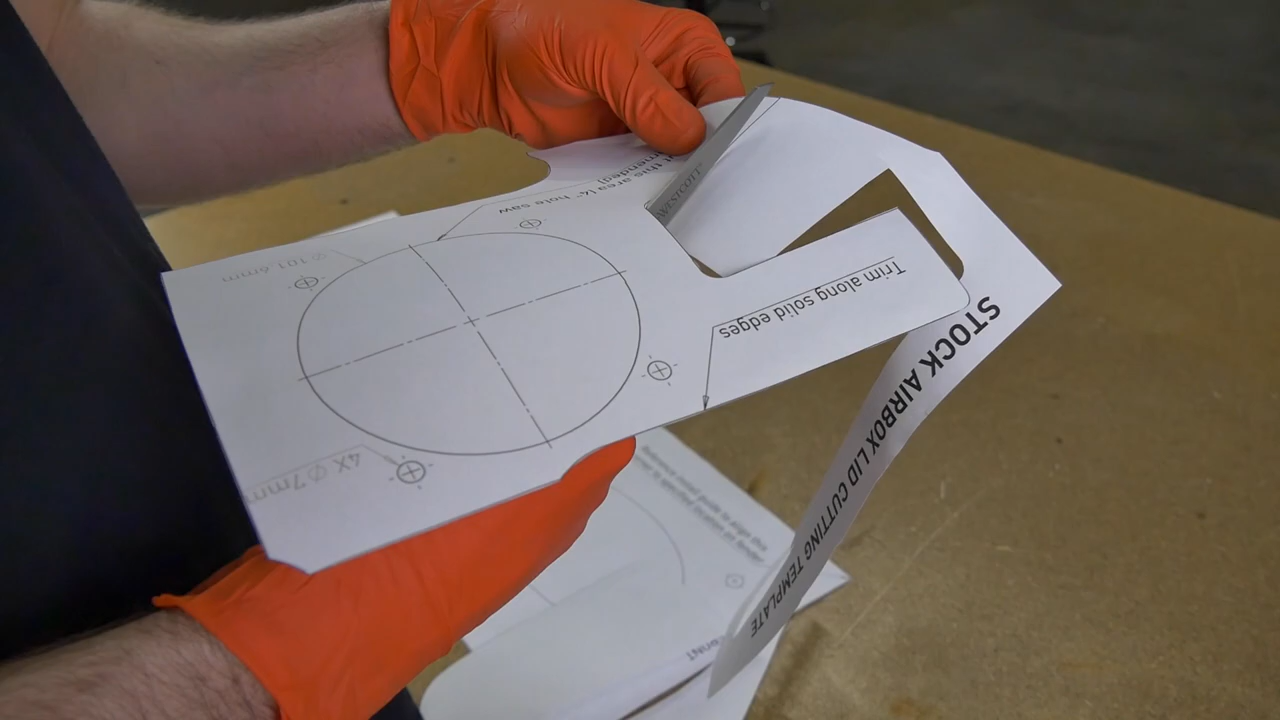 STOCK AIRBOX LID CUTTING TEMPLATE
Trim along solid edges
this area (4" hole saw
WESTCOTT
Ø 101.6mm
4X Ø 7mm